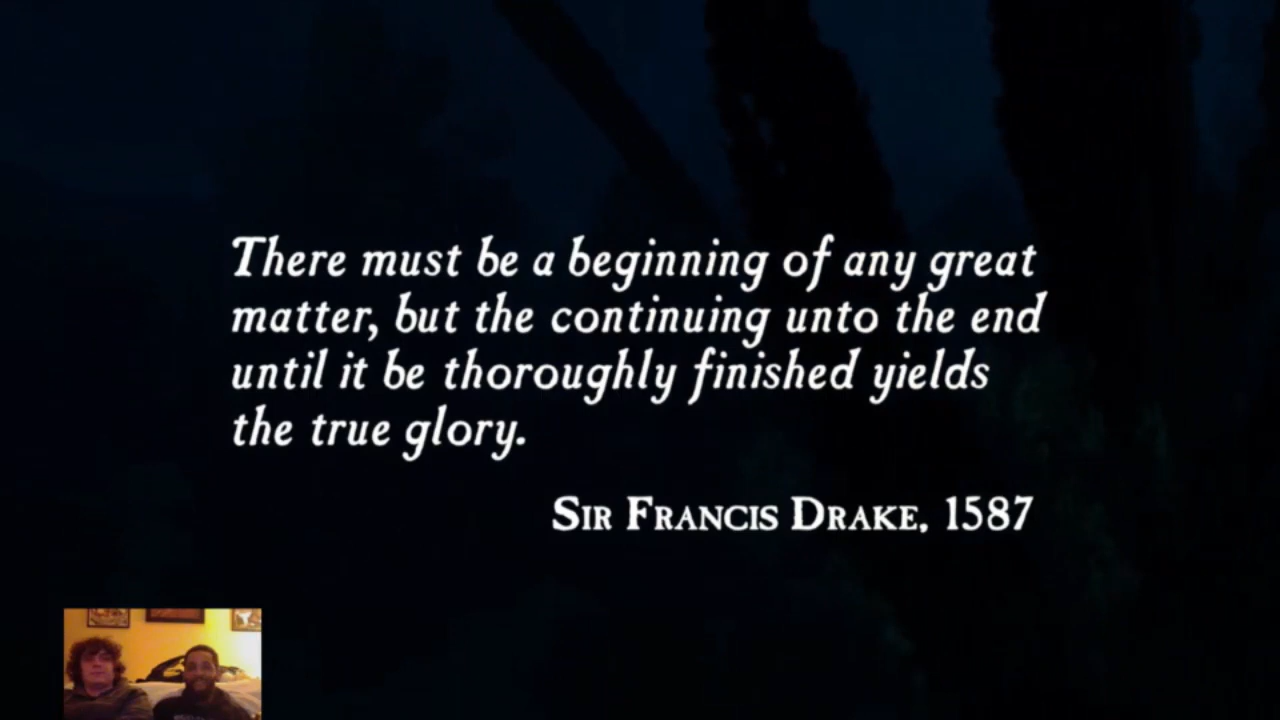 There must be a beginning of any great
matter, but the continuing unto the end
until it be thoroughly finished yields
the true glory.
Sir Francis Drake, 1587